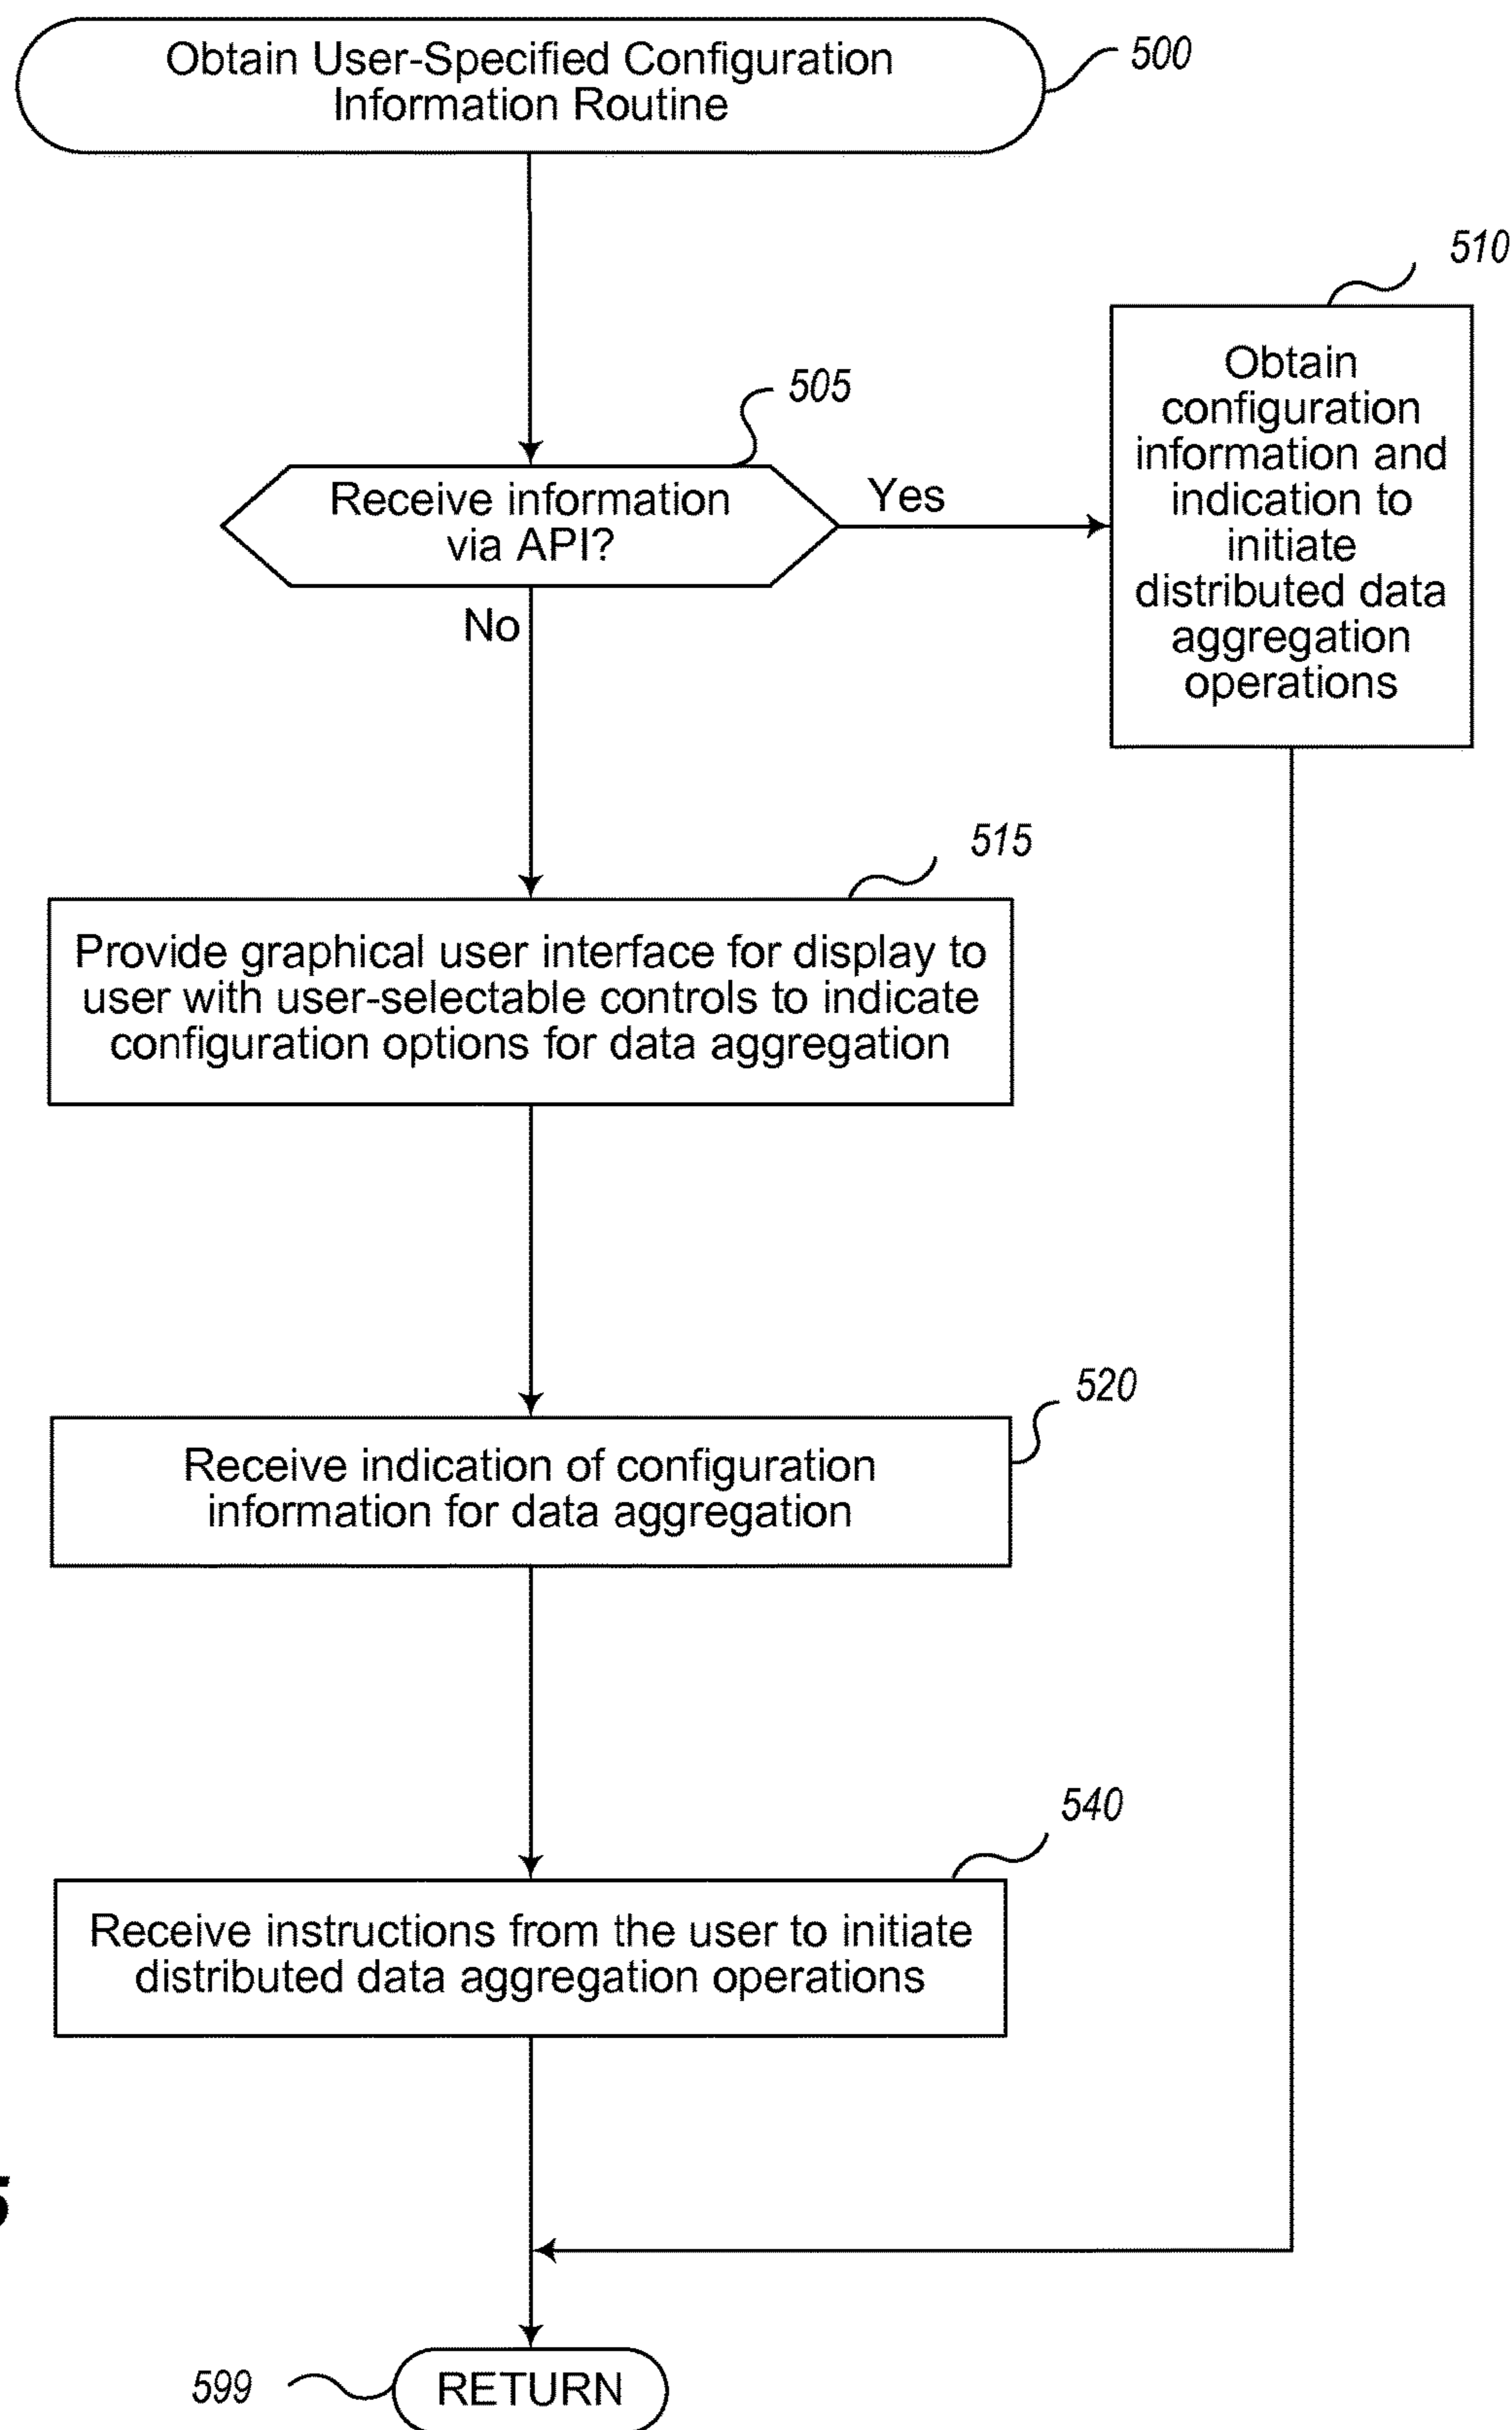 Obtain User-Specified Configuration
Information Routine
500
510
Obtain
configuration
information and
indication to
initiate
distributed data
aggregation
operations
505
Receive information
via API?
Yes
No
515
Provide graphical user interface for display to
user with user-selectable controls to indicate
configuration options for data aggregation
520
Receive indication of configuration
information for data aggregation
540
Receive instructions from the user to initiate
distributed data aggregation operations
599
RETURN